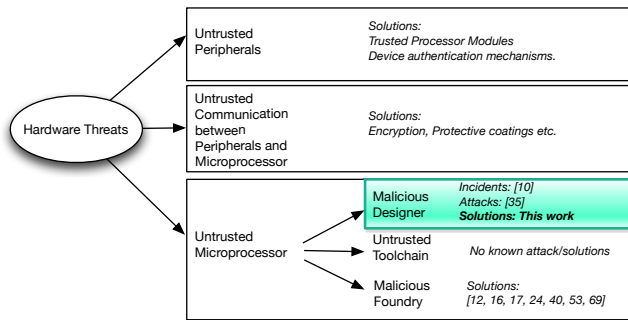 Hardware Threats
Untrusted
Peripherals
Solutions:
Trusted Processor Modules
Device authentication mechanisms.
Untrusted
Communication
between
Peripherals and
Microprocessor
Solutions:
Encryption, Protective coatings etc.
Untrusted
Microprocessor
Malicious
Designer
Incidents: [10]
Attacks: [35]
Solutions: This work
Untrusted
Toolchain
No known attack/solutions
Malicious
Foundry
Solutions:
[12, 16, 17, 24, 40, 53, 69]